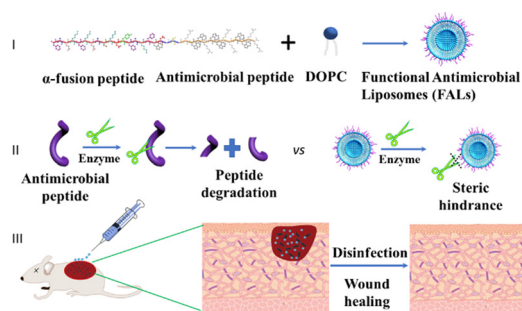 I
α-fusion peptide
Antimicrobial peptide
DOPC
Functional Antimicrobial
Liposomes (FALs)
II
Enzyme
Antimicrobial
peptide
Peptide
degradation
vs
Enzyme
Steric
hindrance
III
Disinfection
Wound
healing